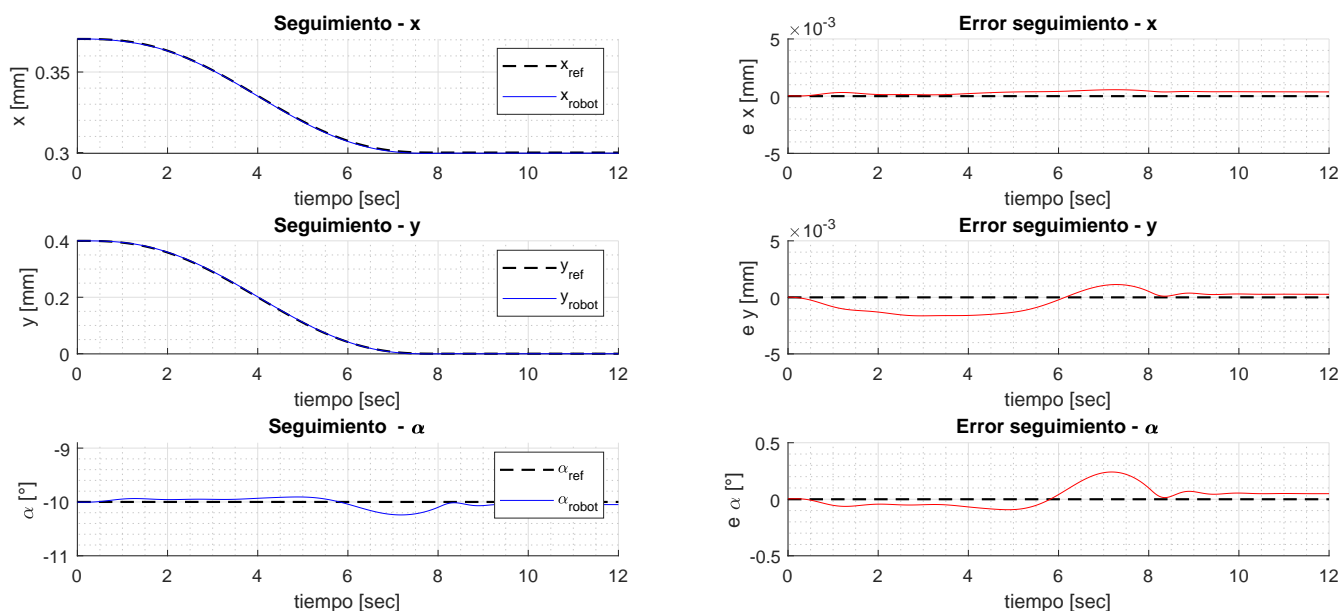 Seguimiento - x
0.35
0.3
x [mm]
x_ref
x_robot
0 2 4 6 8 10 12
tiempo [sec]
Error seguimiento - x
×10^-3
5
0
-5
e x [mm]
0 2 4 6 8 10 12
tiempo [sec]
Seguimiento - y
0.4
0.2
0
y [mm]
y_ref
y_robot
0 2 4 6 8 10 12
tiempo [sec]
Error seguimiento - y
×10^-3
5
0
-5
e y [mm]
0 2 4 6 8 10 12
tiempo [sec]
Seguimiento - α
-9
-10
-11
α [°]
α_ref
α_robot
0 2 4 6 8 10 12
tiempo [sec]
Error seguimiento - α
0.5
0
-0.5
e α [°]
0 2 4 6 8 10 12
tiempo [sec]